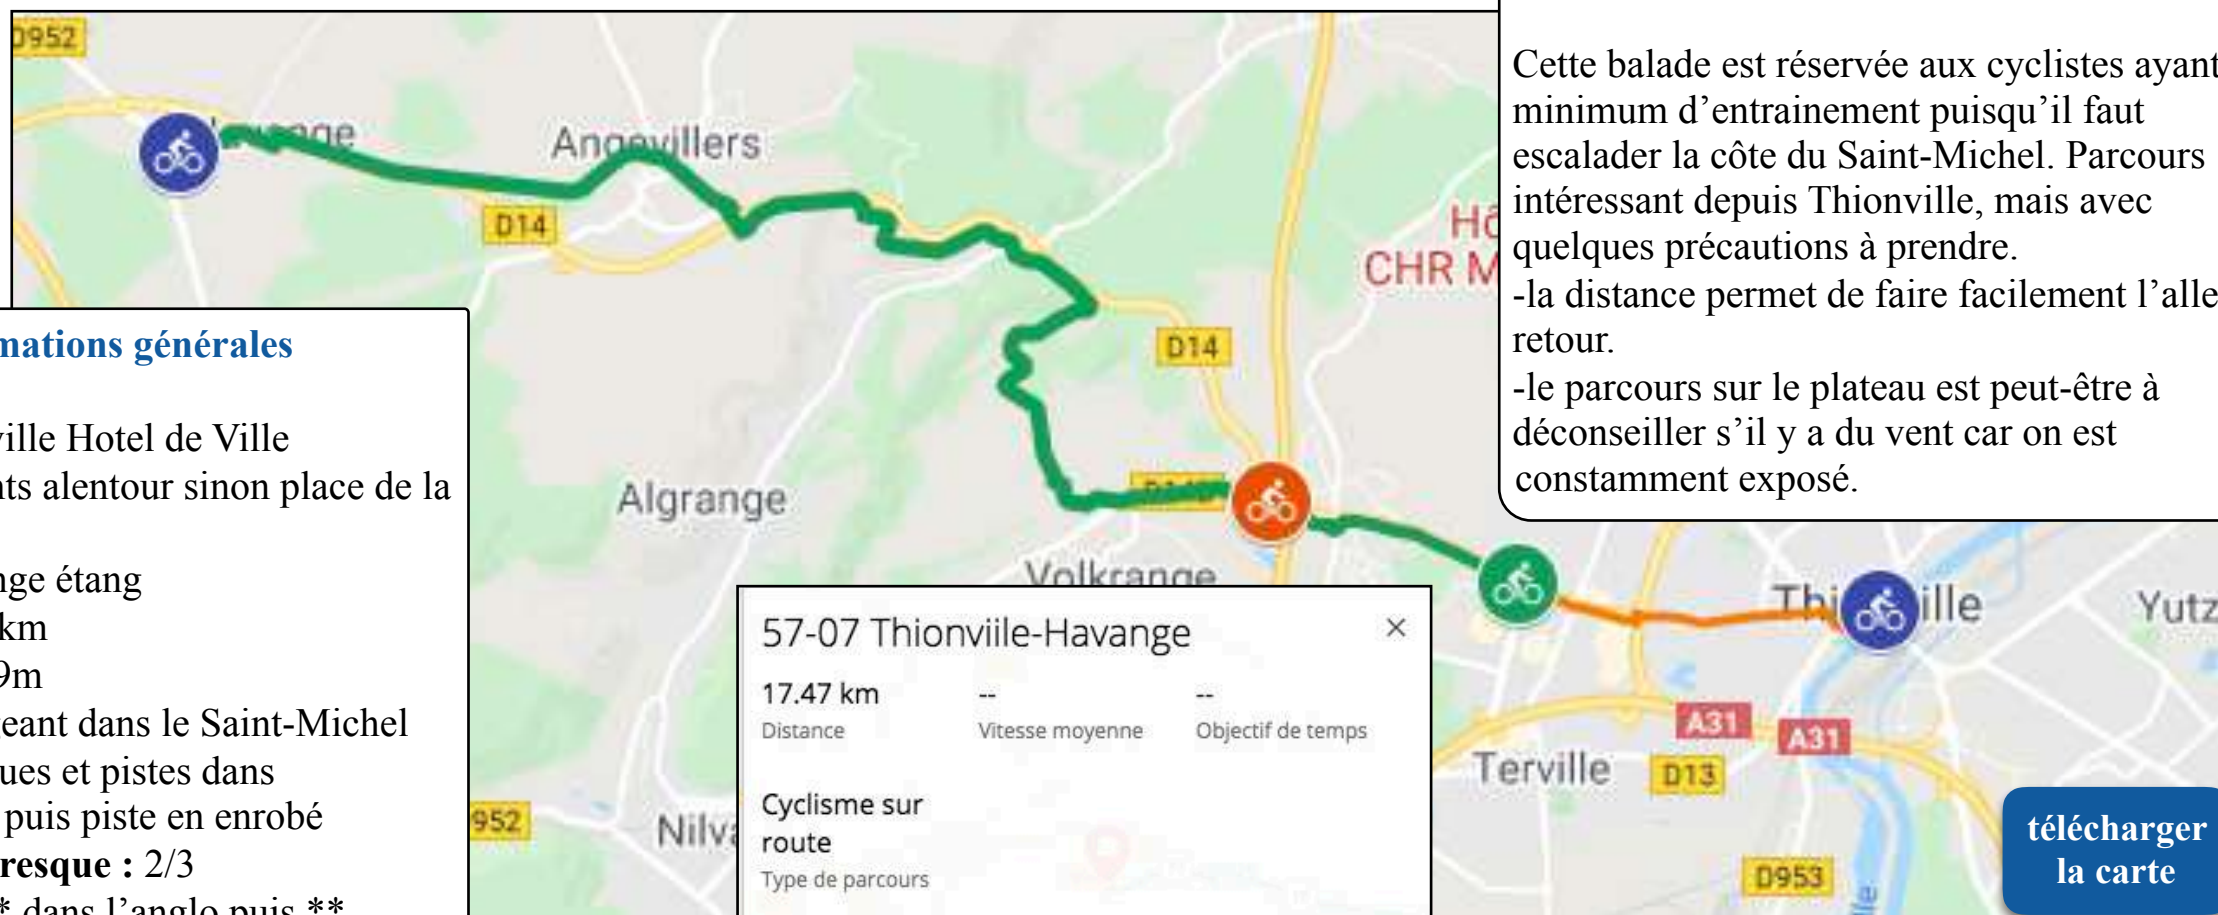 D952
Angevillers
D14
Cette balade est réservée aux cyclistes ayant
minimum d’entrainement puisqu’il faut
escalader la côte du Saint-Michel. Parcours
intéressant depuis Thionville, mais avec
quelques précautions à prendre.
-la distance permet de faire facilement l’alle
retour.
-le parcours sur le plateau est peut-être à
déconseiller s’il y a du vent car on est
constamment exposé.
Hô
CHR M
D14
mations générales
ville Hotel de Ville
nts alentour sinon place de la
nge étang
km
9m
geant dans le Saint-Michel
ues et pistes dans
puis piste en enrobé
resque : 2/3
* dans l’anglo puis **
Algrange
Volkrange
Yutz
952
Nilva
57-07 Thionviile-Havange
17.47 km
--
--
Distance
Vitesse moyenne
Objectif de temps
Cyclisme sur
route
Type de parcours
A31
A31
Terville
D13
D953
télécharger
la carte